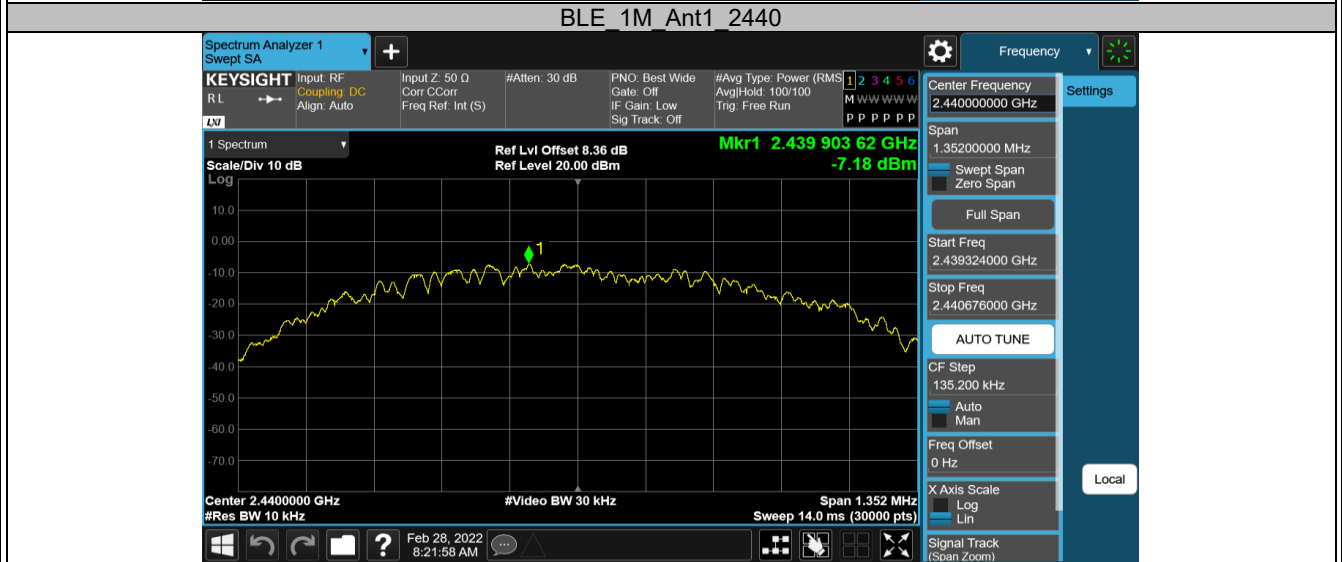 BLE_1M_Ant1_2440
Spectrum Analyzer 1
Swept SA
+
Frequency
KEYSIGHT
R L
LXI
Input: RF
Coupling: DC
Align: Auto
Input Z: 50 Ω
Corr CCorr
Freq Ref: Int (S)
#Atten: 30 dB
PNO: Best Wide
Gate: Off
IF Gain: Low
Sig Track: Off
#Avg Type: Power (RMS
Avg|Hold: 100/100
Trig: Free Run
1 2 3 4 5 6
M W W W W W
P P P P P P
1 Spectrum
Scale/Div 10 dB
Log
Ref Lvl Offset 8.36 dB
Ref Level 20.00 dBm
Mkr1 2.439 903 62 GHz
-7.18 dBm
1
10.0
0.00
-10.0
-20.0
-30.0
-40.0
-50.0
-60.0
-70.0
Center 2.4400000 GHz
#Res BW 10 kHz
#Video BW 30 kHz
Span 1.352 MHz
Sweep 14.0 ms (30000 pts)
Center Frequency
2.440000000 GHz
Settings
Span
1.35200000 MHz
Swept Span
Zero Span
Full Span
Start Freq
2.439324000 GHz
Stop Freq
2.440676000 GHz
AUTO TUNE
CF Step
135.200 kHz
Auto
Man
Freq Offset
0 Hz
X Axis Scale
Log
Lin
Local
Signal Track
(Span Zoom)
?
Feb 28, 2022
8:21:58 AM